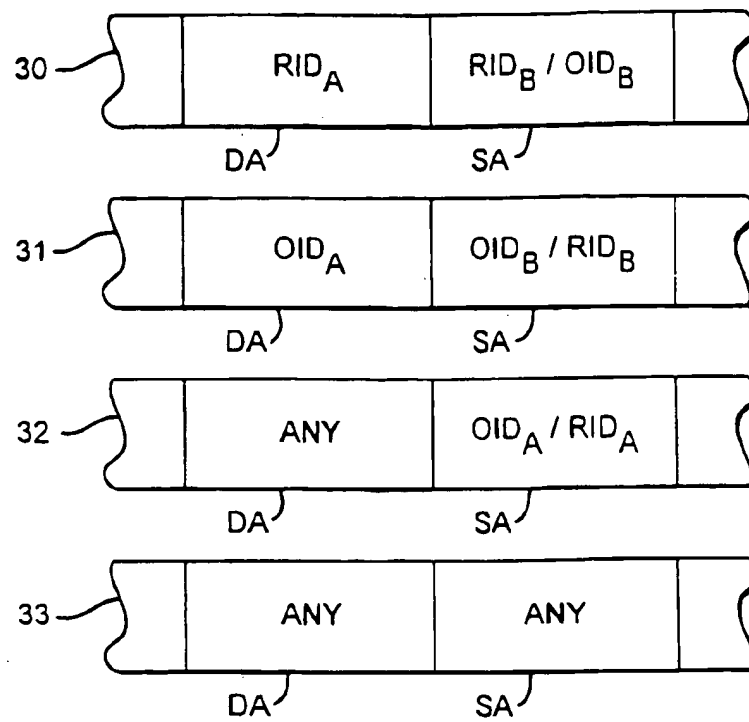 30 RID_A RID_B / OID_B
DA SA
31 OID_A OID_B / RID_B
DA SA
32 ANY OID_A / RID_A
DA SA
33 ANY ANY
DA SA